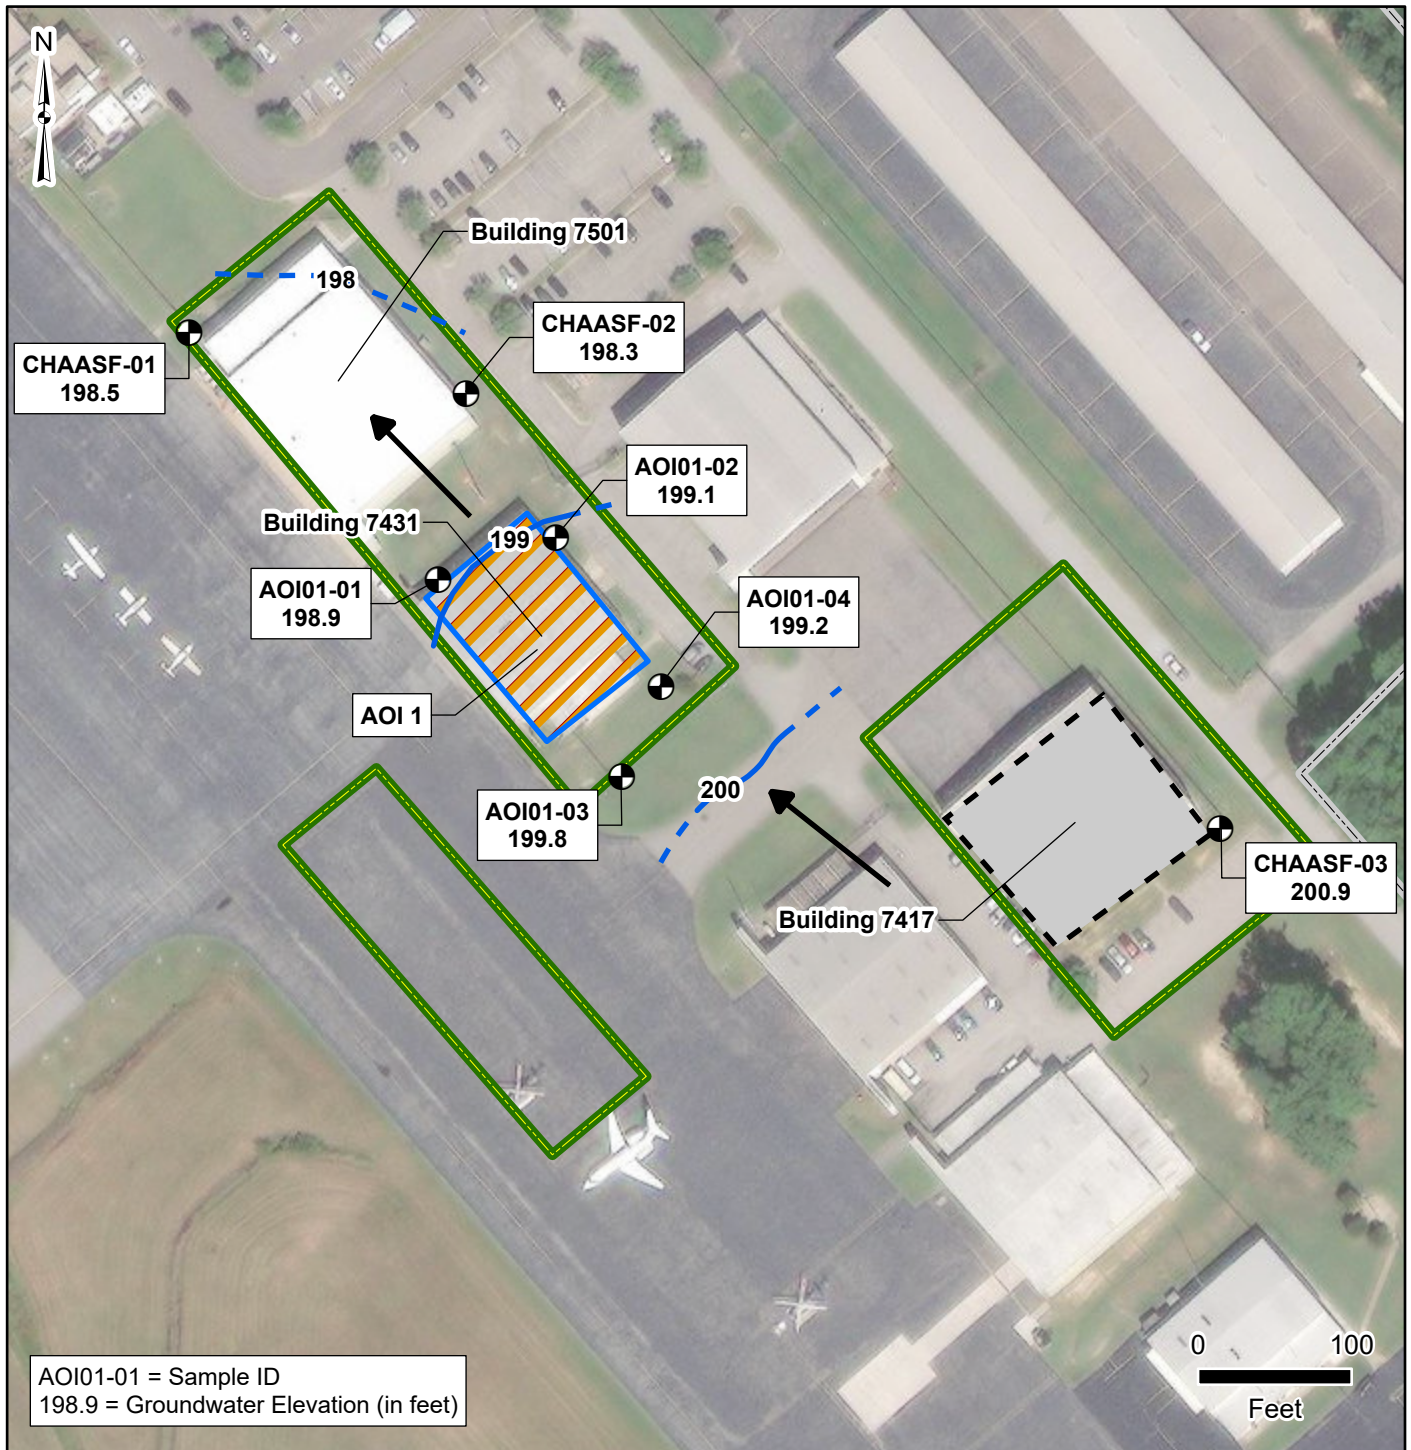 N
Building 7501
198
CHAASF-02
198.3
CHAASF-01
198.5
AOI01-02
199.1
Building 7431
199
AOI01-01
198.9
AOI01-04
199.2
AOI 1
200
AOI01-03
199.8
CHAASF-03
200.9
Building 7417
0 100
Feet
AOI01-01 = Sample ID
198.9 = Groundwater Elevation (in feet)